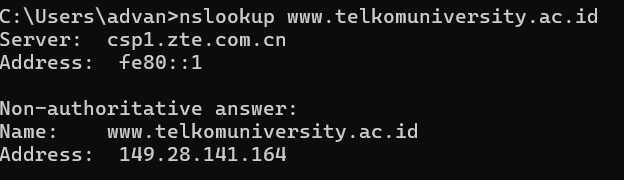 C:\Users\advan>nslookup www.telkomuniversity.ac.id
Server:  csp1.zte.com.cn
Address:  fe80::1

Non-authoritative answer:
Name:    www.telkomuniversity.ac.id
Address:  149.28.141.164